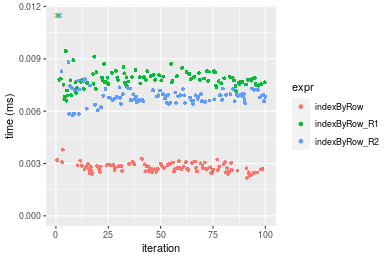 0.012
0.009
0.006
0.003
0.000
time (ms)
0
25
50
75
100
iteration
expr
indexByRow
indexByRow_R1
indexByRow_R2